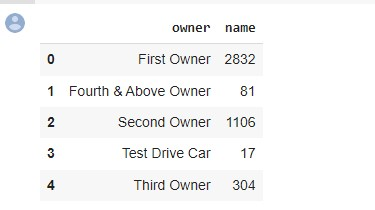 owner name
0 First Owner 2832
1 Fourth & Above Owner 81
2 Second Owner 1106
3 Test Drive Car 17
4 Third Owner 304